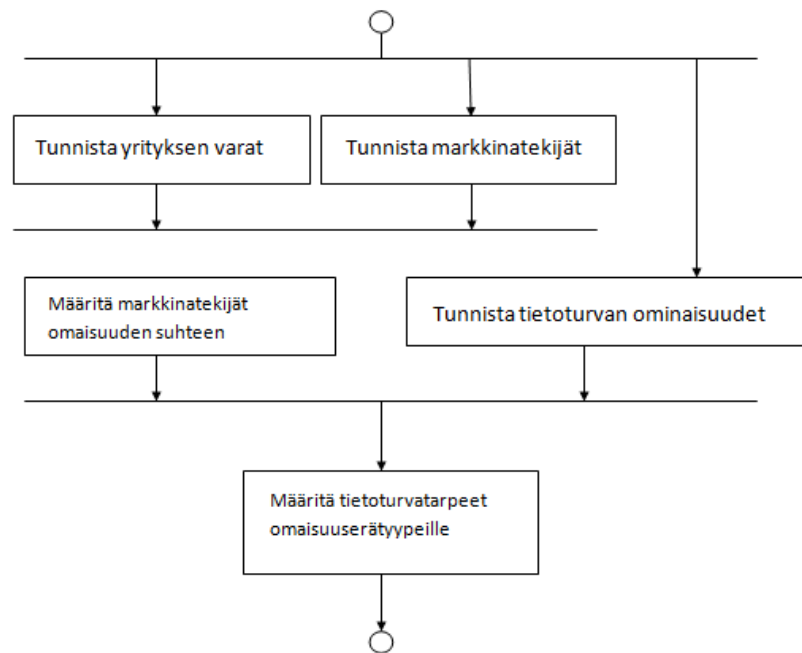 Tunnista yrityksen varat
Tunnista markkinatekijät
Määritä markkinatekijät
omaisuuden suhteen
Tunnista tietoturvan ominaisuudet
Määritä tietoturvatarpeet
omaisuuserätyypeille